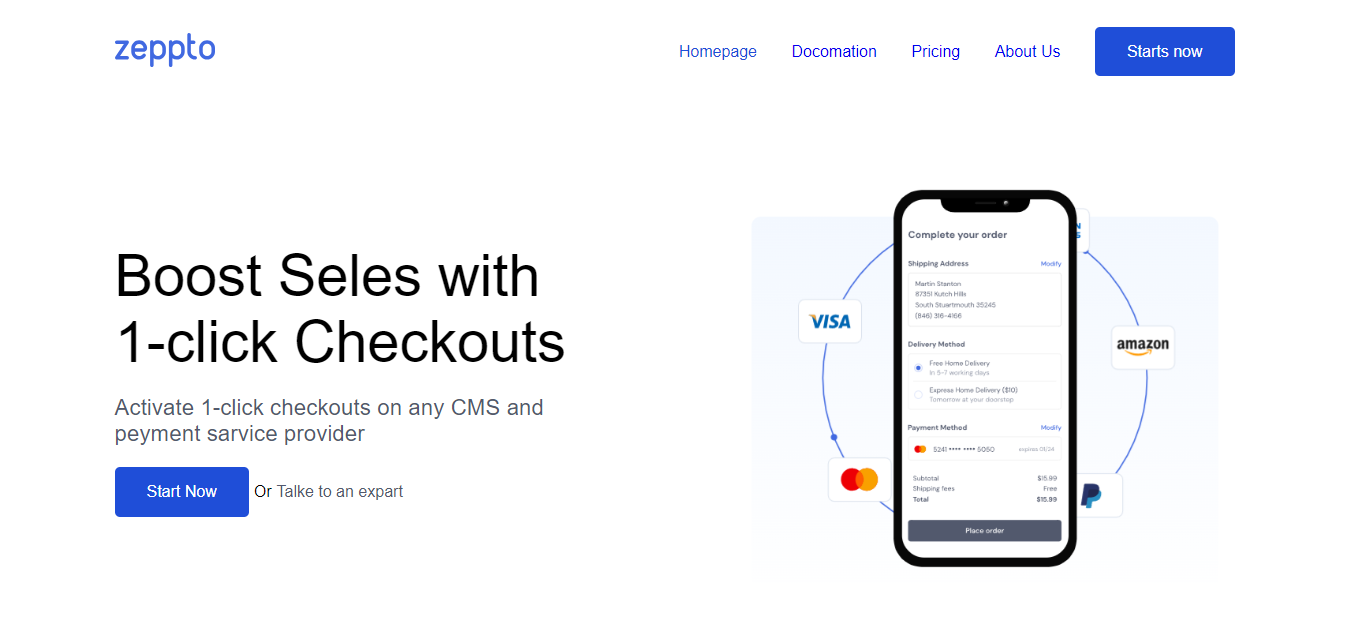 zeppto
Homepage
Docomation
Pricing
About Us
Starts now
Boost Seles with
1-click Checkouts
Activate 1-click checkouts on any CMS and
peyment sarvice provider
Start Now
Or Talke to an expart
Complete your order
Shipping Address
Modify
Martin Stanton
87351 Kutch Hills
South Stuartmouth 35245
(846) 316-4166
Delivery Method
Free Home Delivery
In 5-7 working days
Express Home Delivery ($10)
Tomorrow at your doorstep
Payment Method
Modify
5241 •••• •••• 5050
expires 01/24
Subtotal
$15.99
Shipping fees
Free
Total
$15.99
Place order
VISA
amazon